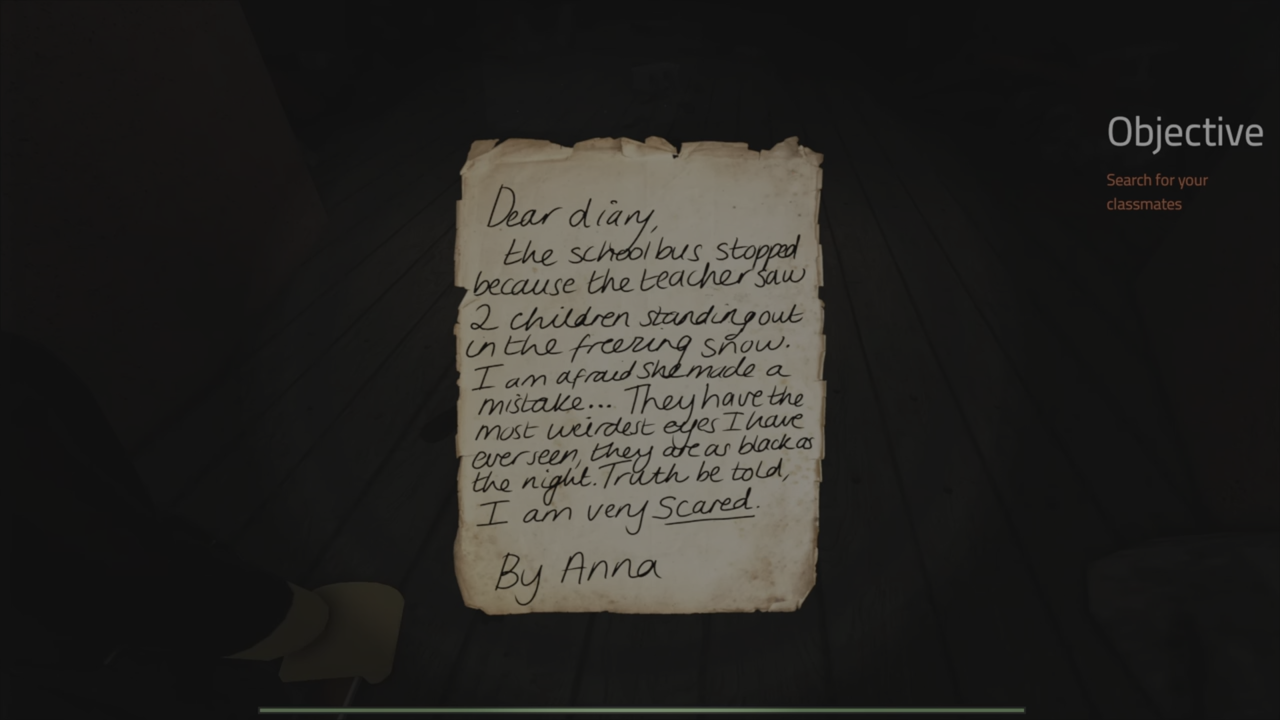 Dear diary,
the schoolbus stopped
because the teacher saw
2 children standing out
in the freezing snow.
I am afraid she made a
mistake... They have the
most weirdest eyes I have
ever seen, they are as black as
the night. Truth be told,
I am very Scared.
By Anna
Objective
Search for your
classmates